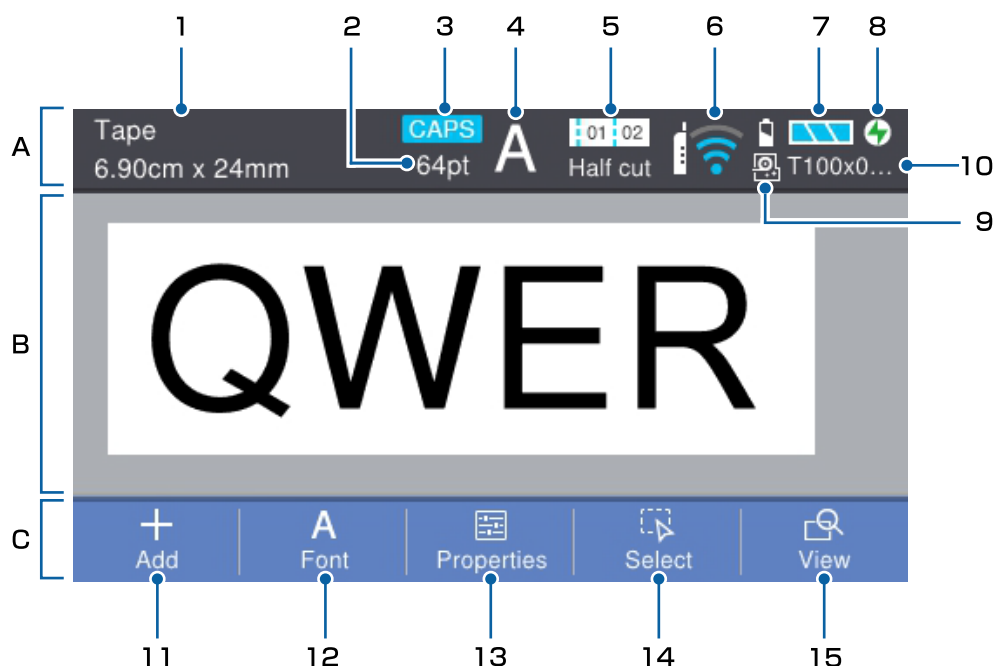 1 2 3 4 5 6 7 8
A
Tape CAPS A 01 02
6.90cm x 24mm 64pt Half cut T100x0... 10
9
B
QWER
C
A
Add Font Properties Select View
11 12 13 14 15